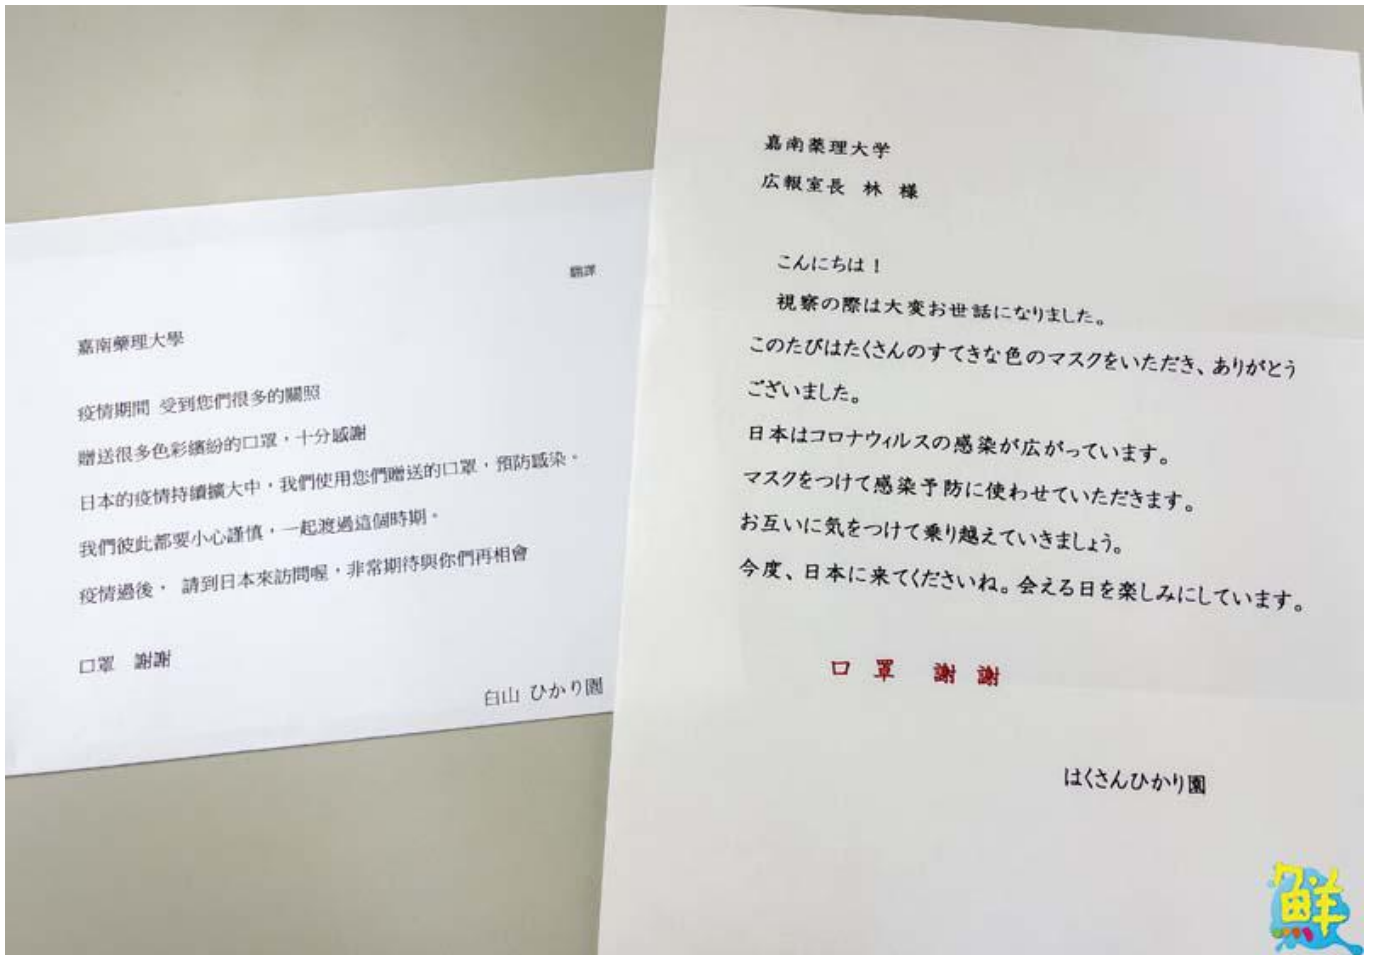 翻譯
嘉南藥理大學
疫情期間 受到您們很多的關照
贈送很多色彩繽紛的口罩，十分感謝
日本的疫情持續擴大中，我們使用您們贈送的口罩，預防感染。
我們彼此都要小心謹慎，一起渡過這個時期。
疫情過後， 請到日本來訪問喔，非常期待與你們再相會
口罩　謝謝
白山 ひかり園
嘉南薬理大学
広報室長　林　様
こんにちは！
視察の際は大変お世話になりました。
このたびはたくさんのすてきな色のマスクをいただき、ありがとう
ございました。
日本はコロナウィルスの感染が広がっています。
マスクをつけて感染予防に使わせていただきます。
お互いに気をつけて乗り越えていきましょう。
今度、日本に来てくださいね。会える日を楽しみにしています。
口　罩　謝　謝
はくさんひかり園
鮮